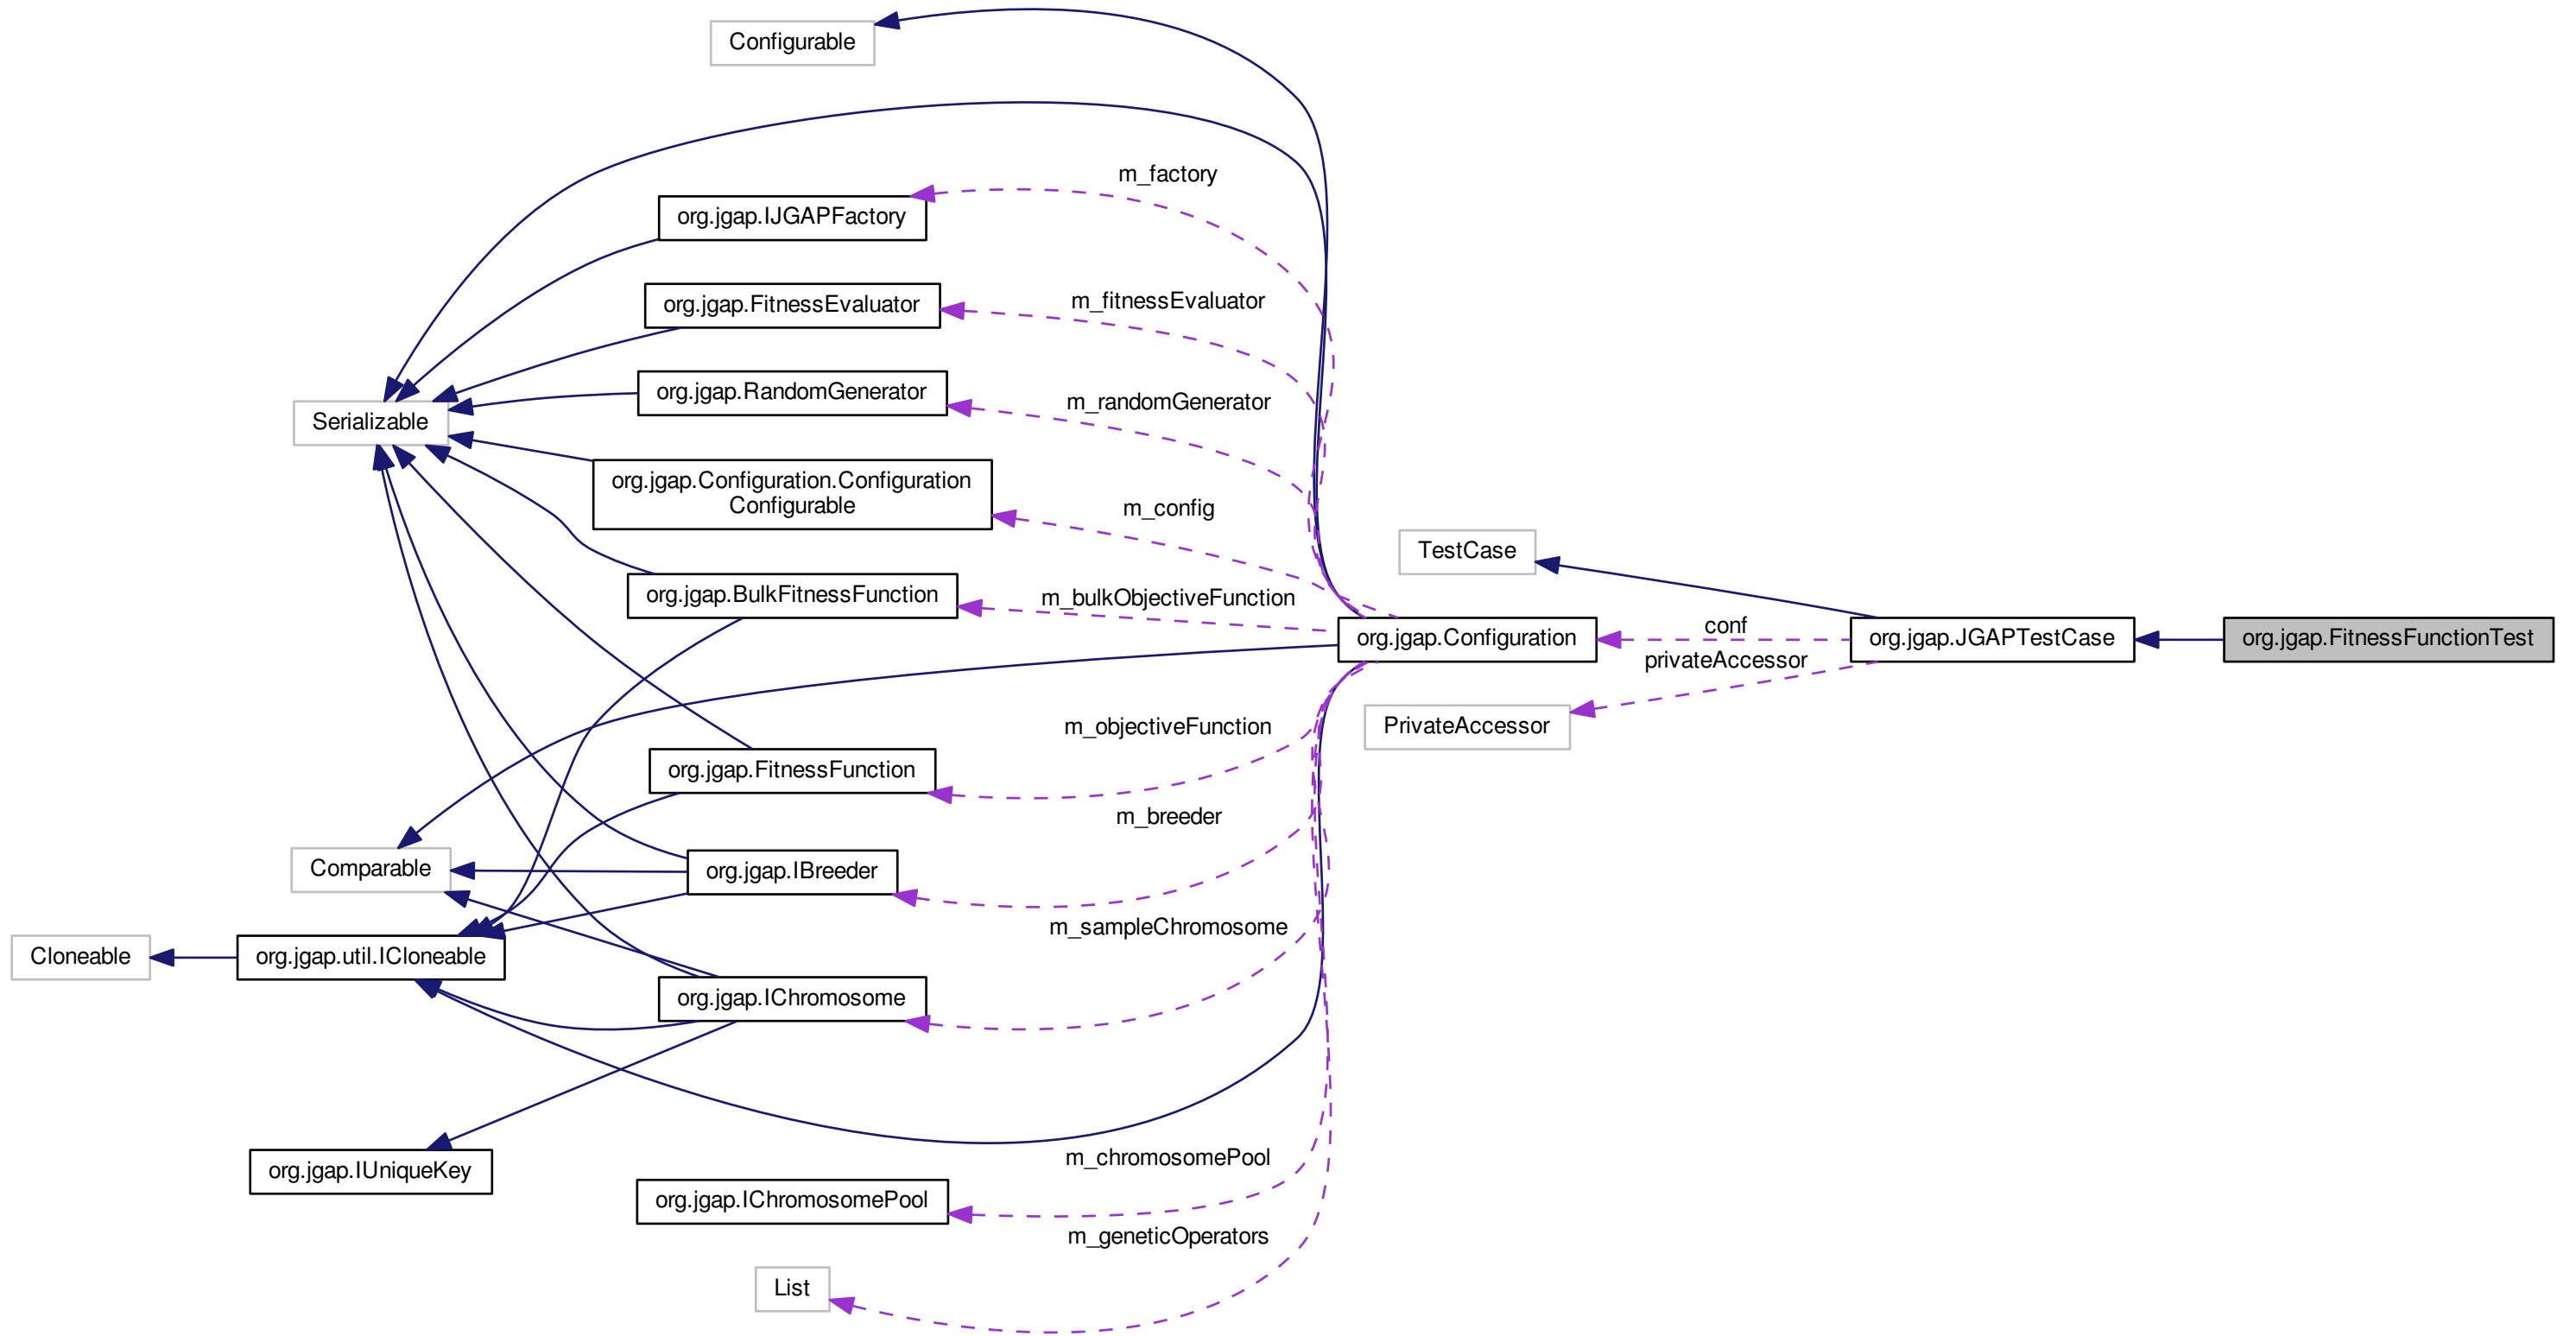 Configurable
m_factory
org.jgap.IJGAPFactory
m_fitnessEvaluator
org.jgap.FitnessEvaluator
org.jgap.RandomGenerator
m_randomGenerator
Serializable
org.jgap.Configuration.Configuration
Configurable
m_config
TestCase
org.jgap.BulkFitnessFunction
m_bulkObjectiveFunction
conf
org.jgap.Configuration
org.jgap.JGAPTestCase
org.jgap.FitnessFunctionTest
privateAccessor
PrivateAccessor
m_objectiveFunction
org.jgap.FitnessFunction
m_breeder
Comparable
org.jgap.IBreeder
m_sampleChromosome
Cloneable
org.jgap.util.ICloneable
org.jgap.IChromosome
m_chromosomePool
org.jgap.IUniqueKey
org.jgap.IChromosomePool
m_geneticOperators
List